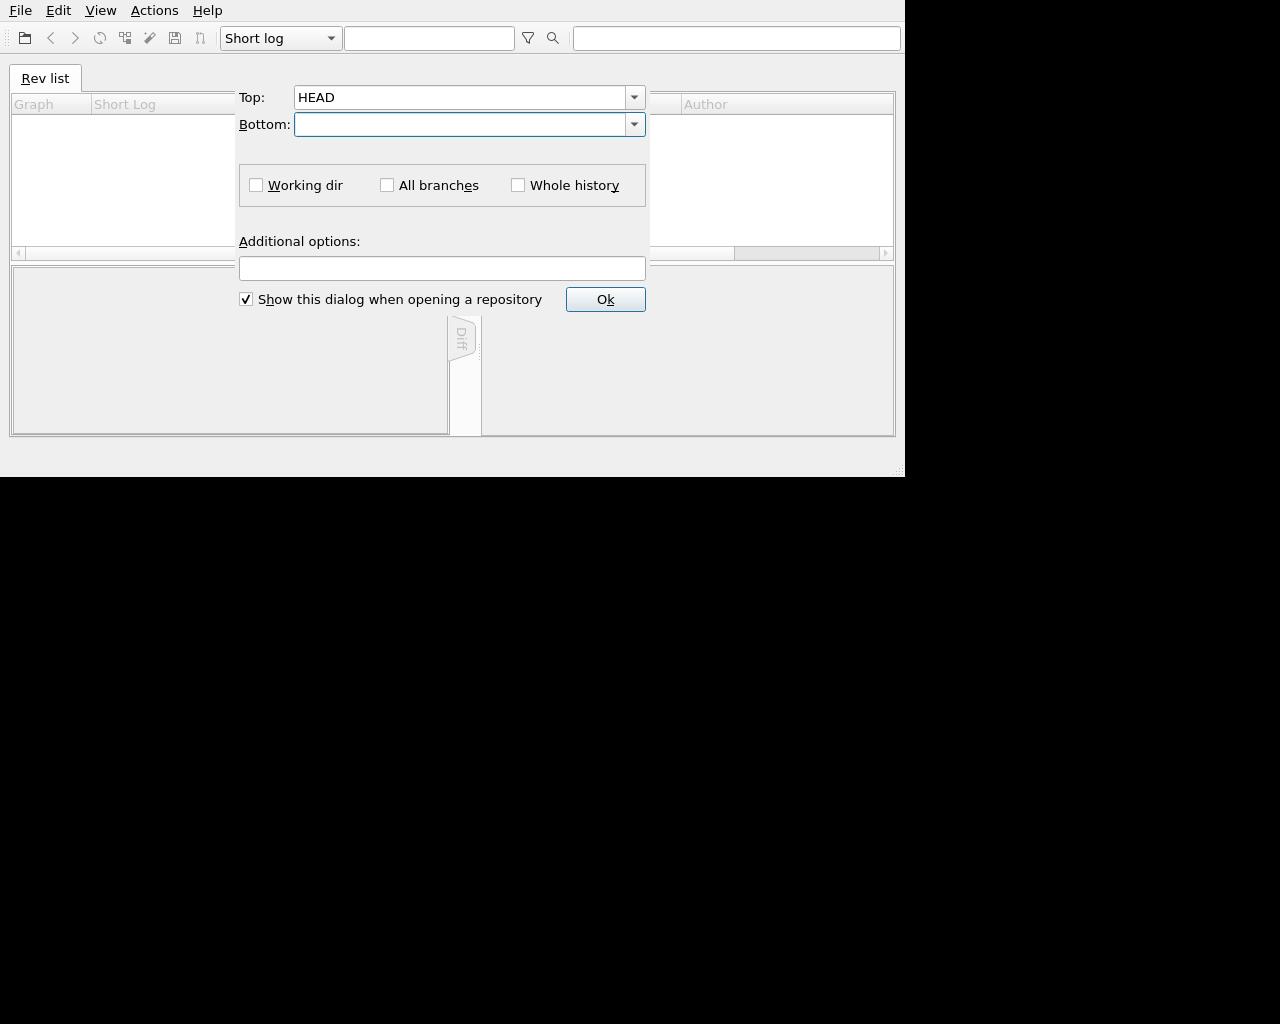 File Edit View Actions Help
Short log
Rev list
Graph Short Log Author
Top: HEAD
Bottom:
Working dir All branches Whole history
Additional options:
Show this dialog when opening a repository Ok
Diff